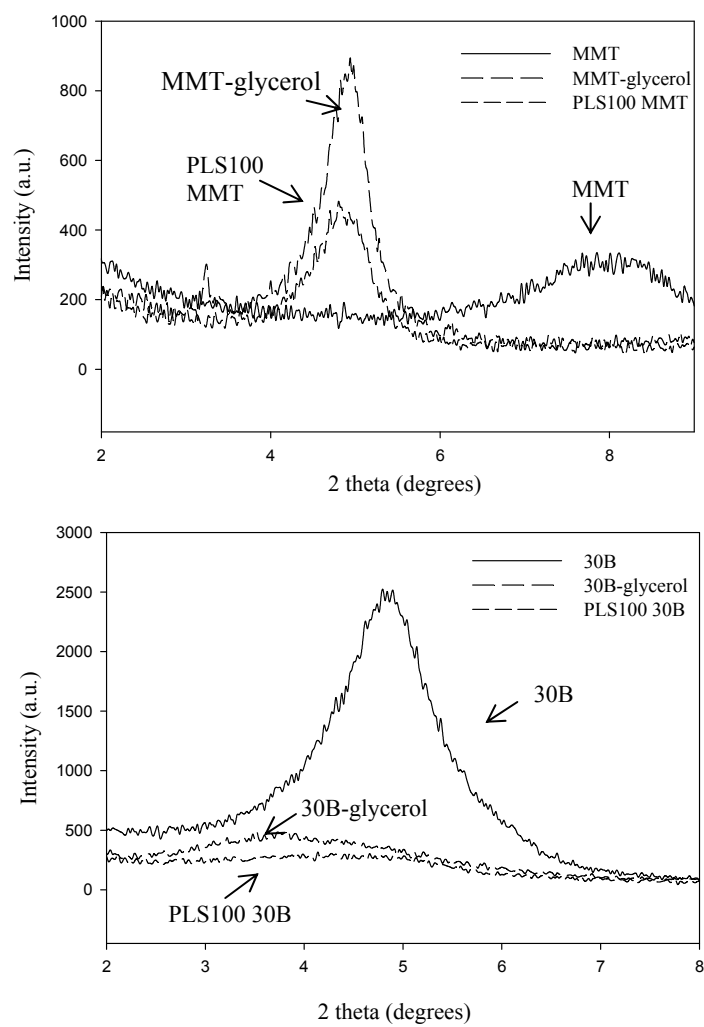 1000
800
600
400
200
0
Intensity (a.u.)
MMT
MMT-glycerol
PLS100 MMT
MMT-glycerol
PLS100
MMT
MMT
2
4
6
8
2 theta (degrees)
3000
2500
2000
1500
1000
500
0
Intensity (a.u.)
30B
30B-glycerol
PLS100 30B
30B
30B-glycerol
PLS100 30B
2
3
4
5
6
7
8
2 theta (degrees)